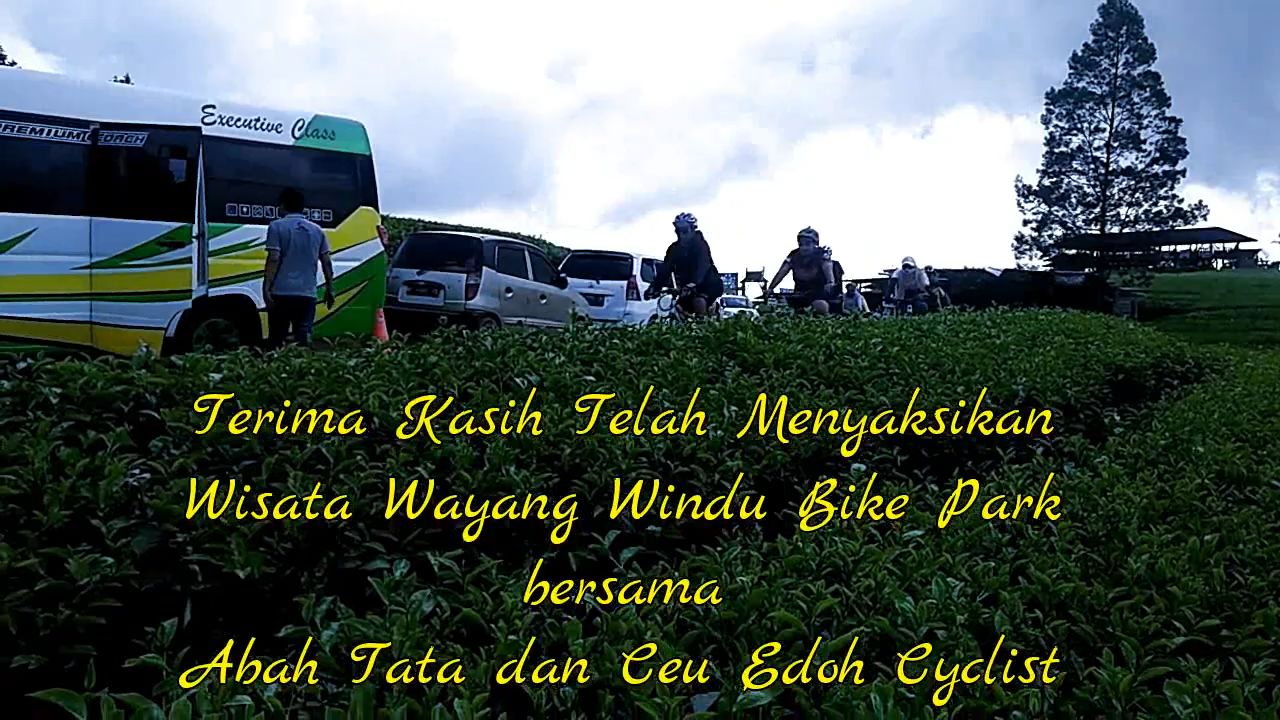 Executive Class
PREMIUM COACH
Terima Kasih Telah Menyaksikan
Wisata Wayang Windu Bike Park
bersama
Abah Tata dan Ceu Edoh Cyclist